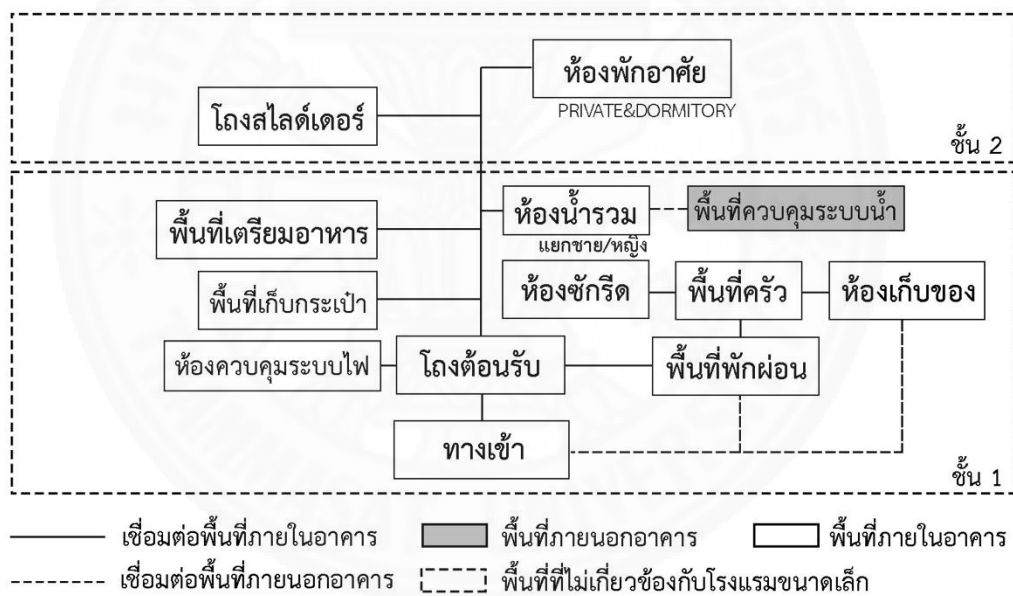 ห้องพักอาศัย
PRIVATE&DORMITORY
โถงสไลด์เดอร์
ชั้น 2
ห้องน้ำรวม
แยกชาย/หญิง
พื้นที่ควบคุมระบบน้ำ
พื้นที่เตรียมอาหาร
ห้องซักรีด
พื้นที่ครัว
ห้องเก็บของ
พื้นที่เก็บกระเป๋า
ห้องควบคุมระบบไฟ
โถงต้อนรับ
พื้นที่พักผ่อน
ทางเข้า
ชั้น 1
เชื่อมต่อพื้นที่ภายในอาคาร
พื้นที่ภายนอกอาคาร
พื้นที่ภายในอาคาร
เชื่อมต่อพื้นที่ภายนอกอาคาร
พื้นที่ที่ไม่เกี่ยวข้องกับโรงแรมขนาดเล็ก